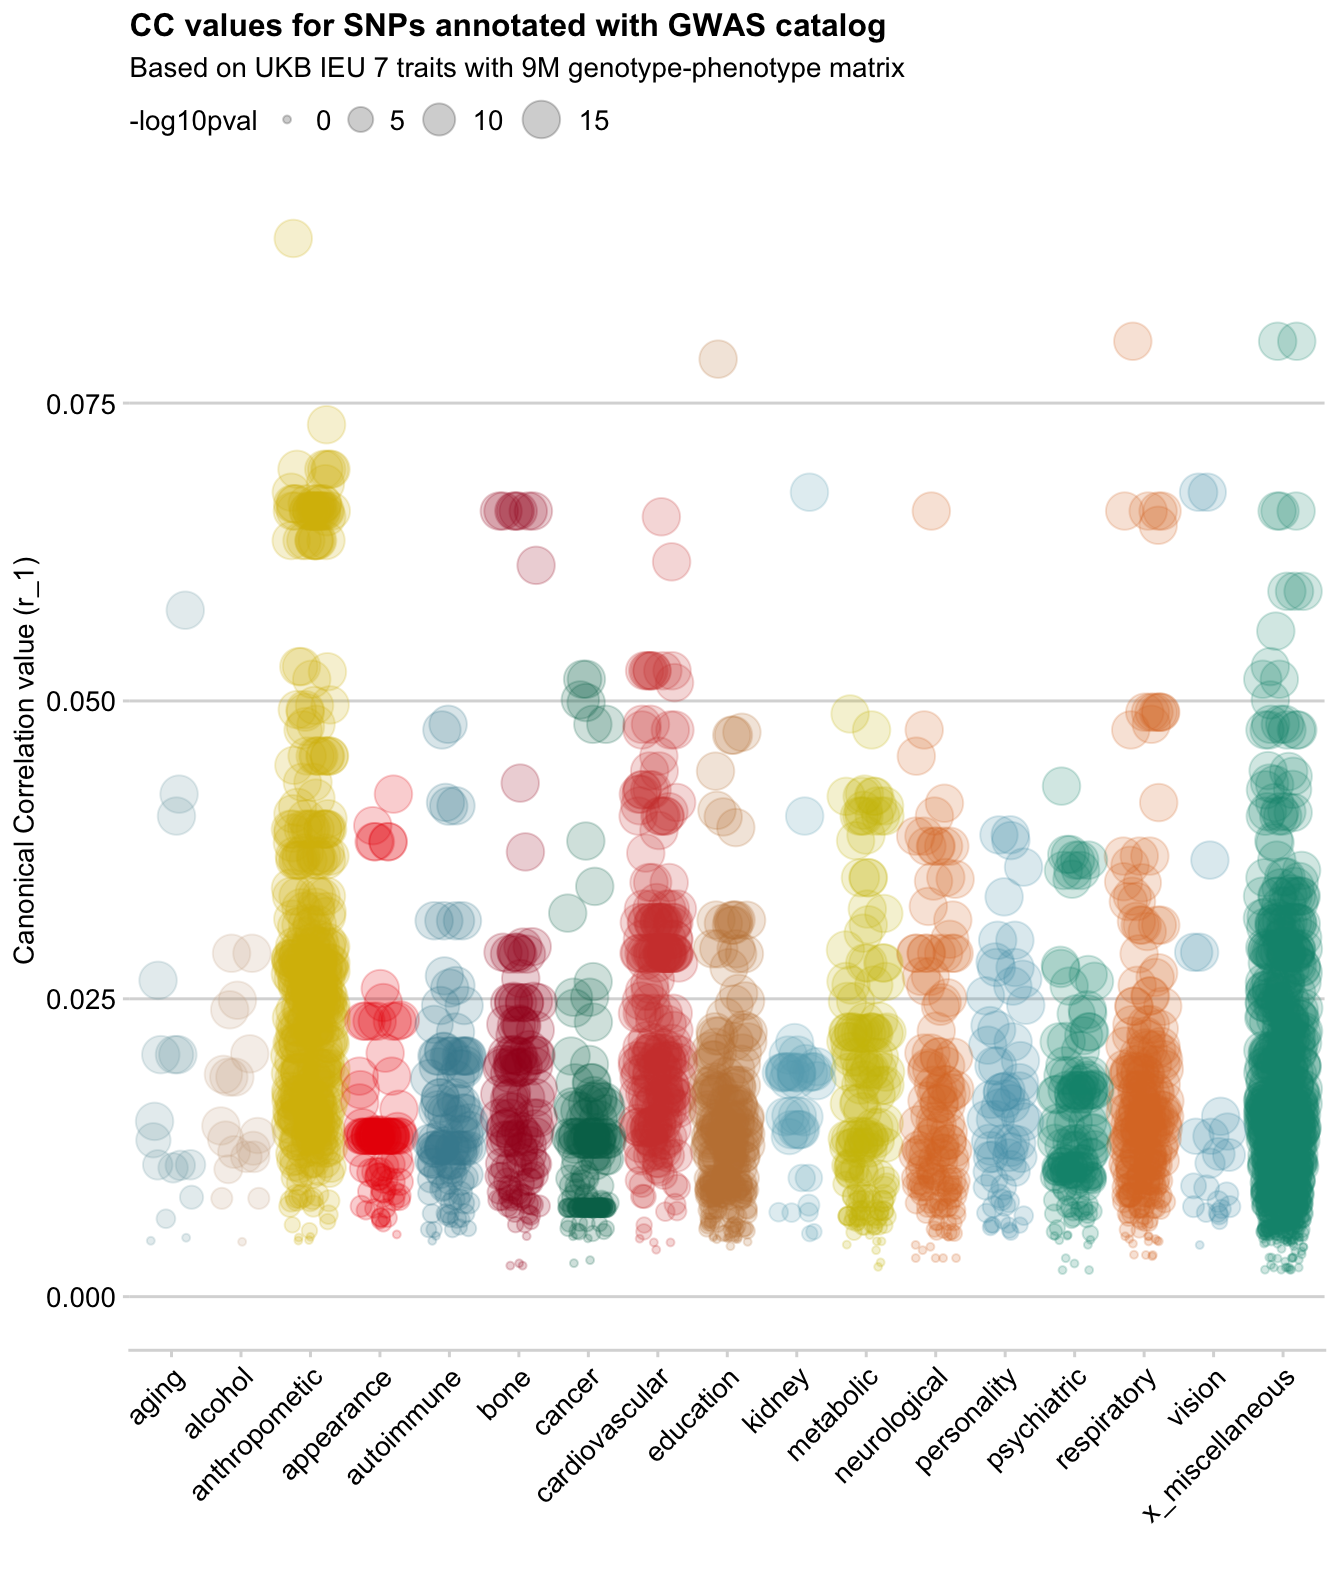 CC values for SNPs annotated with GWAS catalog
Based on UKB IEU 7 traits with 9M genotype-phenotype matrix
-log10pval 0 5 10 15
Canonical Correlation value (r_1)
0.075
0.050
0.025
0.000
aging
alcohol
anthropometic
appearance
autoimmune
bone
cancer
cardiovascular
education
kidney
metabolic
neurological
personality
psychiatric
respiratory
vision
x_miscellaneous